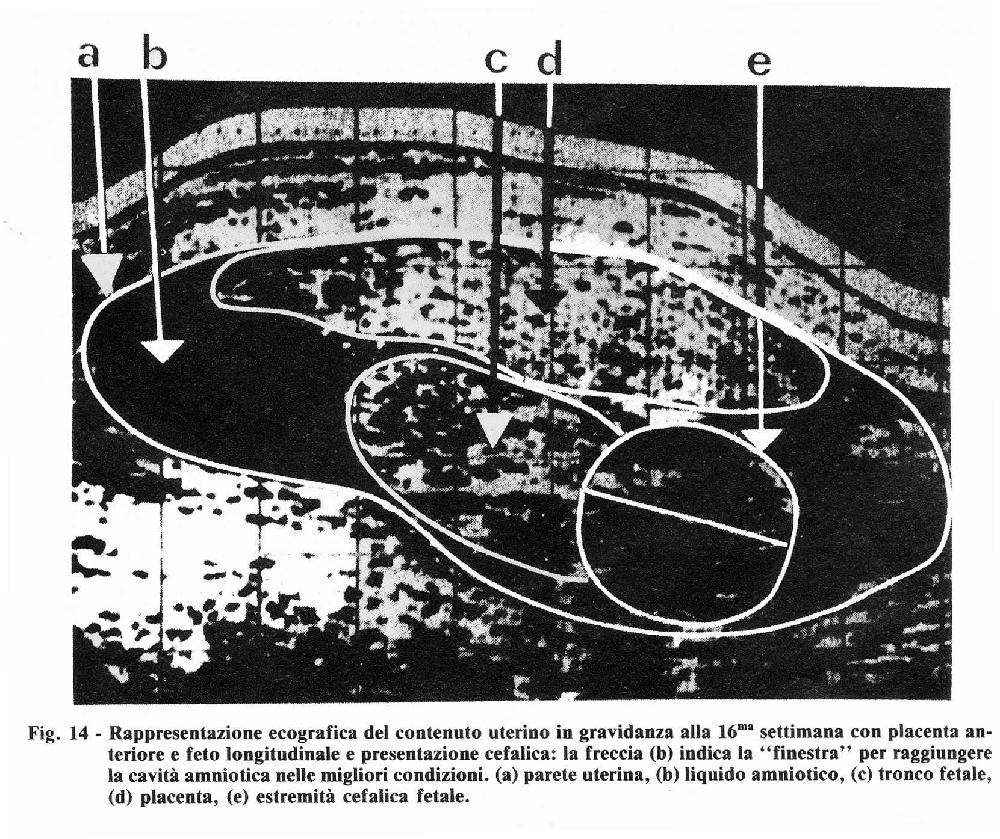 a b c d e
Fig. 14 - Rappresentazione ecografica del contenuto uterino in gravidanza alla 16ma settimana con placenta an-
teriore e feto longitudinale e presentazione cefalica: la freccia (b) indica la “finestra” per raggiungere
la cavità amniotica nelle migliori condizioni. (a) parete uterina, (b) liquido amniotico, (c) tronco fetale,
(d) placenta, (e) estremità cefalica fetale.